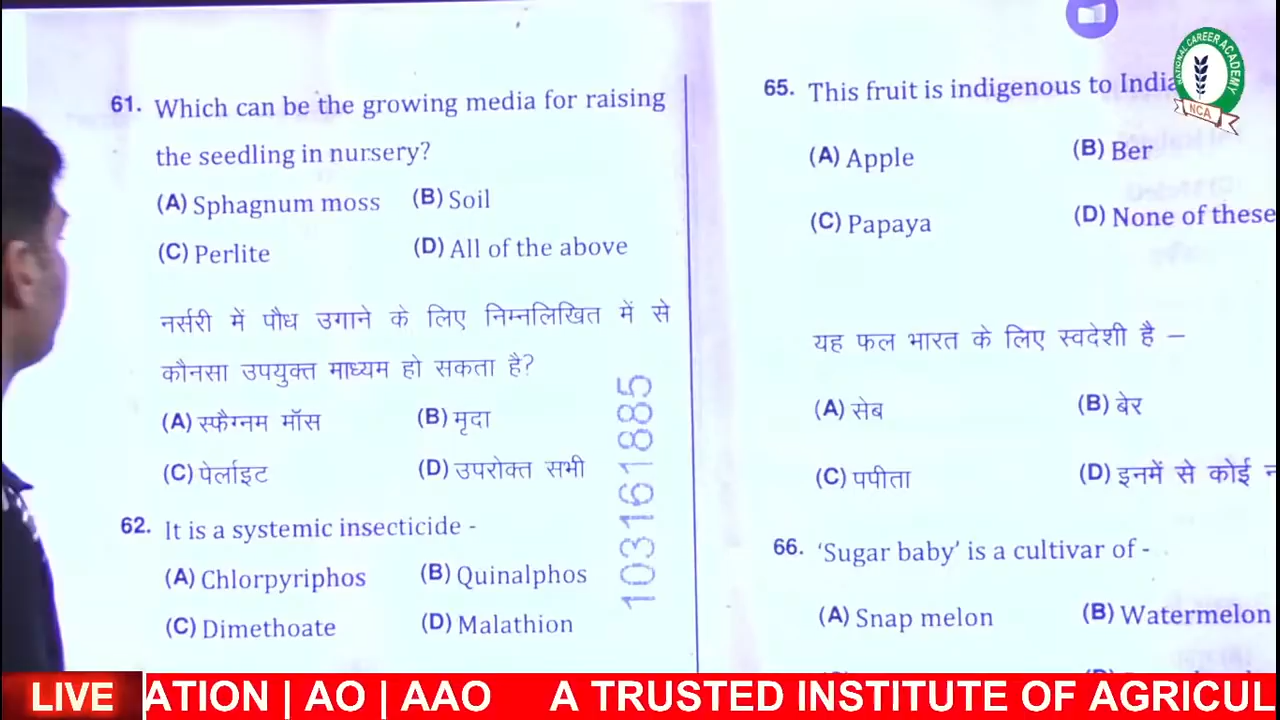 61. Which can be the growing media for raising
the seedling in nursery?
(A) Sphagnum moss (B) Soil
(C) Perlite (D) All of the above
नर्सरी में पौध उगाने के लिए निम्नलिखित में से
कौनसा उपयुक्त माध्यम हो सकता है?
(A) स्फैग्नम मॉस (B) मृदा
(C) पेर्लाइट (D) उपरोक्त सभी
62. It is a systemic insecticide -
(A) Chlorpyriphos (B) Quinalphos
(C) Dimethoate (D) Malathion
103161885
65. This fruit is indigenous to India
(A) Apple (B) Ber
(C) Papaya (D) None of these
यह फल भारत के लिए स्वदेशी है –
(A) सेब (B) बेर
(C) पपीता (D) इनमें से कोई
66. ‘Sugar baby’ is a cultivar of -
(A) Snap melon (B) Watermelon
NATIONAL CAREER ACADEMY
NCA
LIVE ATION | AO | AAO A TRUSTED INSTITUTE OF AGRICUL